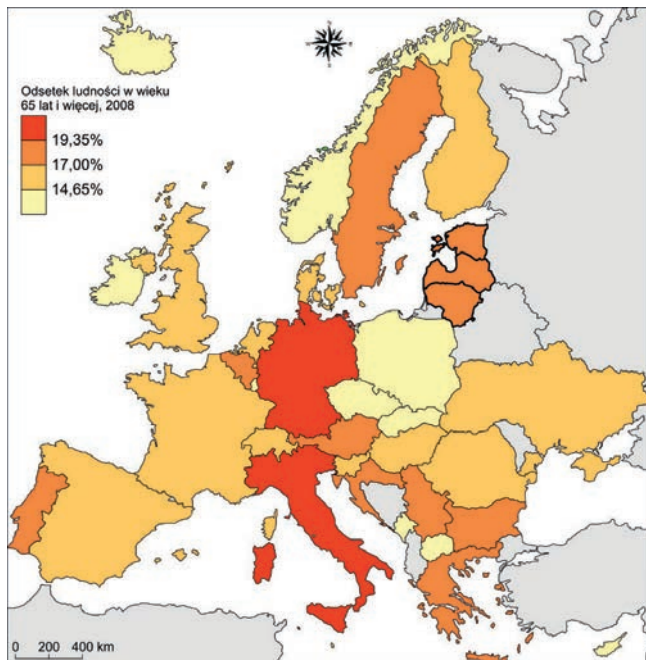 Odsetek ludności w wieku
65 lat i więcej, 2008
19,35%
17,00%
14,65%
0 200 400 km